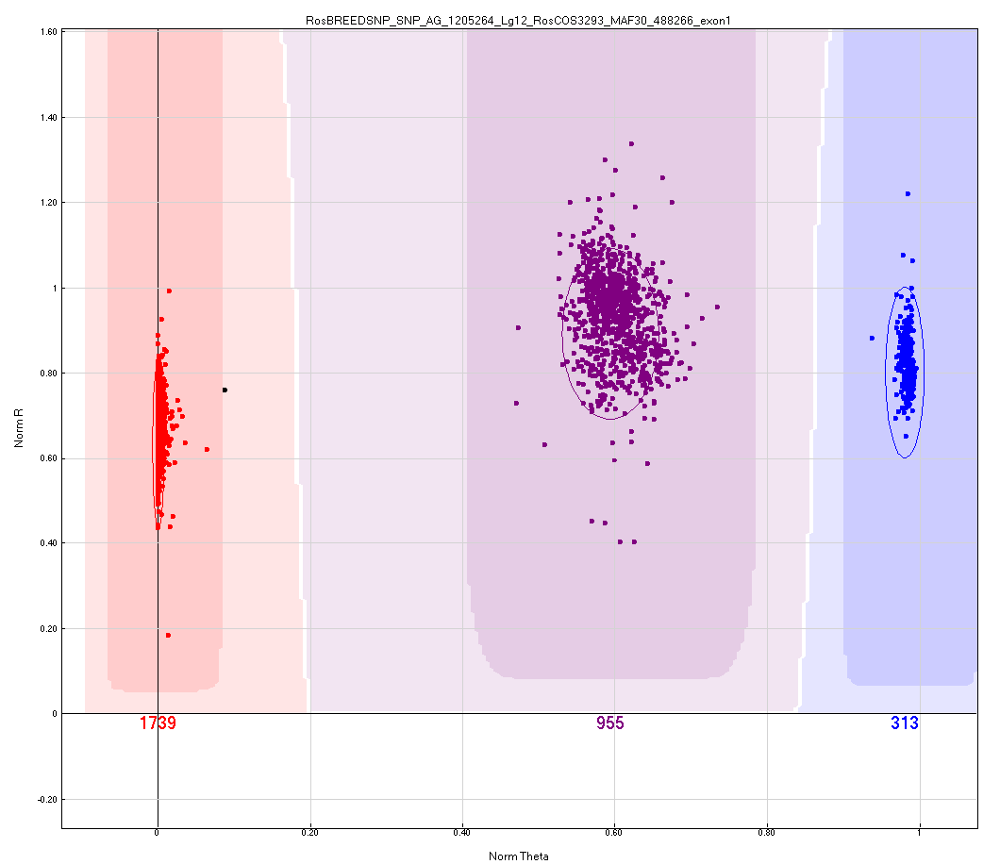 RosBREEDSNP_SNP_AG_1205264_Lg12_RosCOS3293_MAF30_488266_exon1
1.60
1.40
1.20
1
0.80
0.60
0.40
0.20
0
-0.20
Norm R
1739 955 313
0 0.20 0.40 0.60 0.80 1
Norm Theta